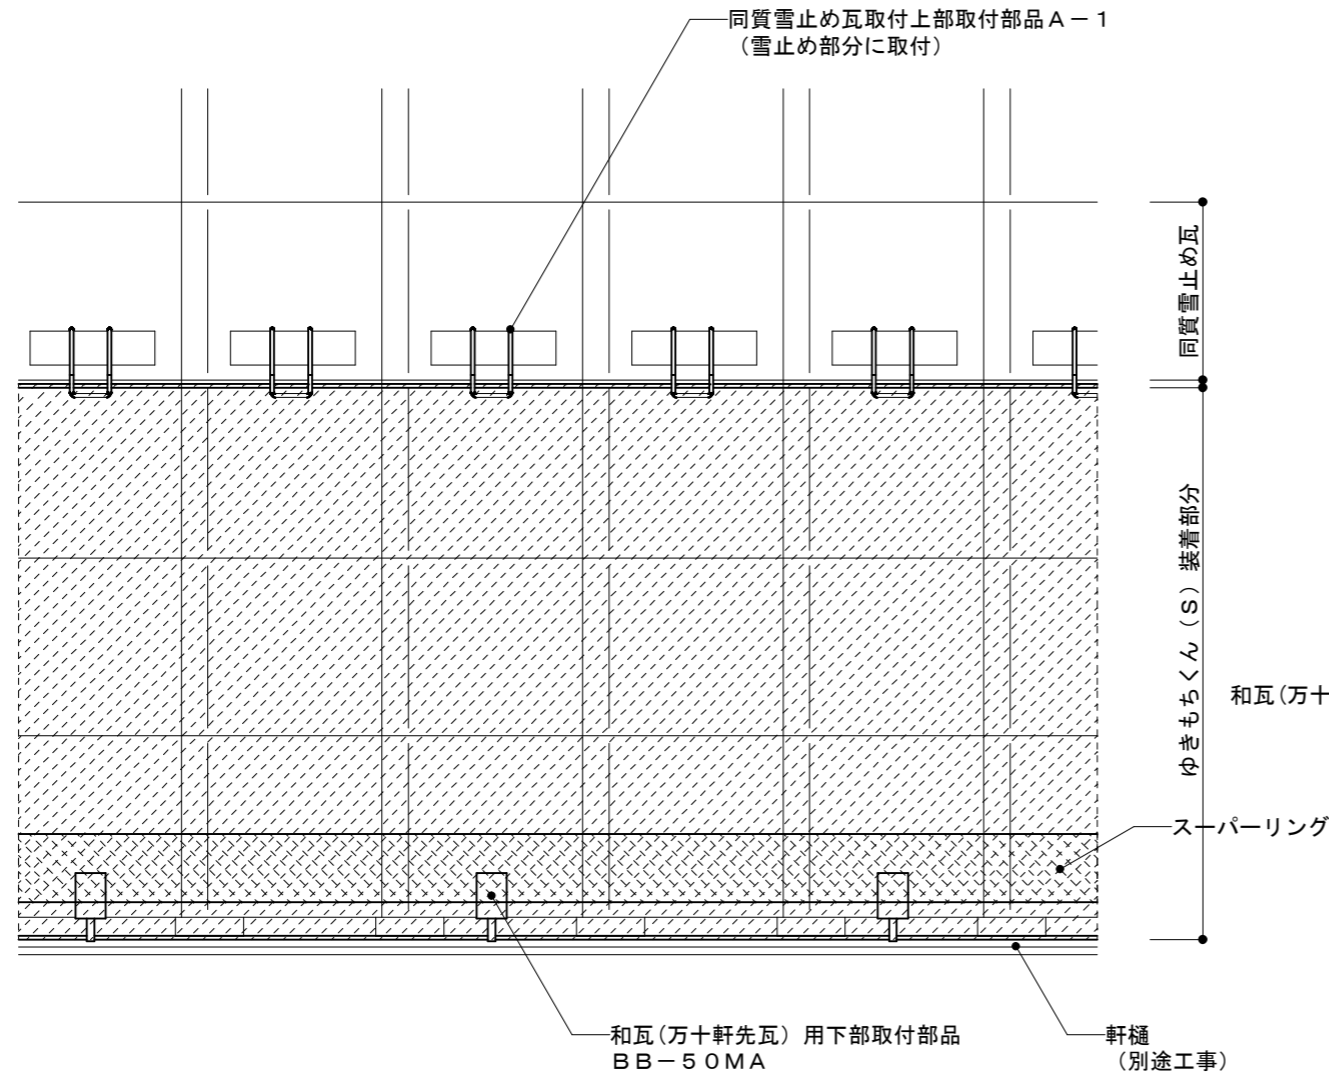 同質雪止め瓦取付上部取付部品Ａ－１
（雪止め部分に取付）
同質雪止め瓦
ゆきもちくん（Ｓ）装着部分
和瓦(万十
スーパーリング
和瓦(万十軒先瓦）用下部取付部品
ＢＢ－５０ＭＡ
軒樋
（別途工事）